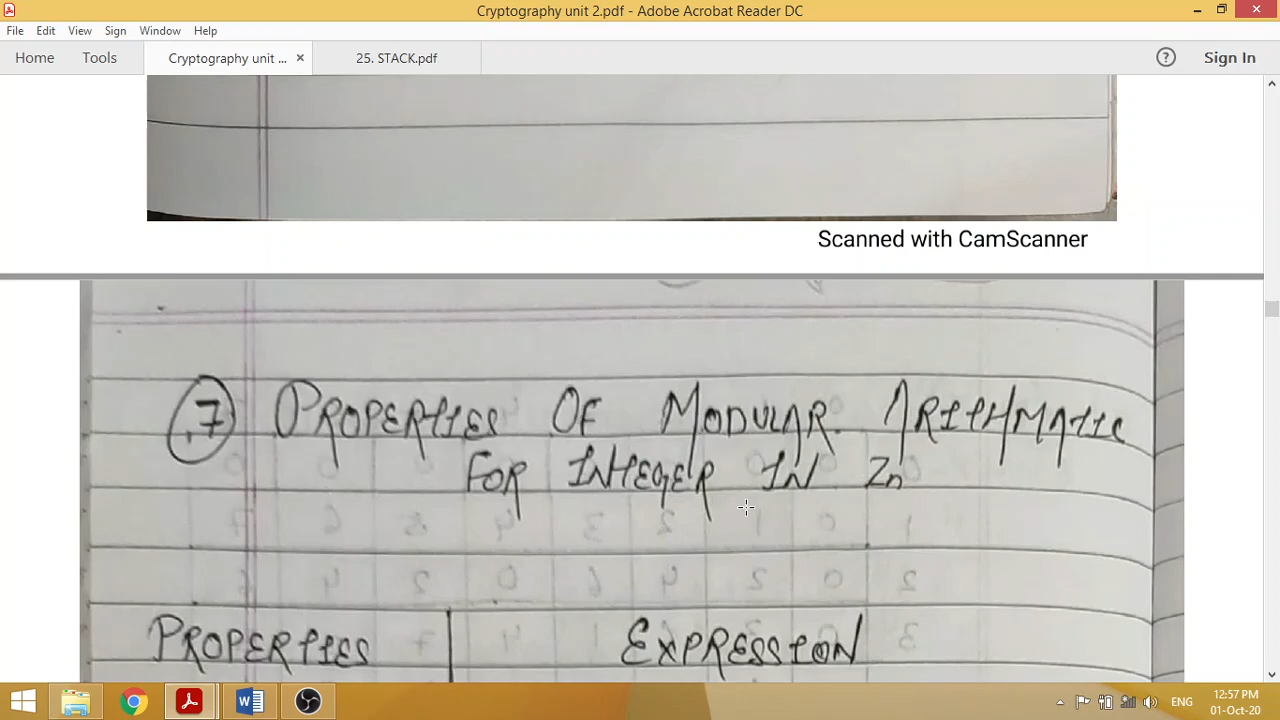 Cryptography unit 2.pdf - Adobe Acrobat Reader DC
File Edit View Sign Window Help
Home Tools Cryptography unit ... × 25. STACK.pdf ? Sign In
Scanned with CamScanner
.7 PROPERTIES OF MODULAR ARITHMATIC
FOR INTEGER IN Zn
PROPERTIES EXPRESSION
ENG
12:57 PM
01-Oct-20